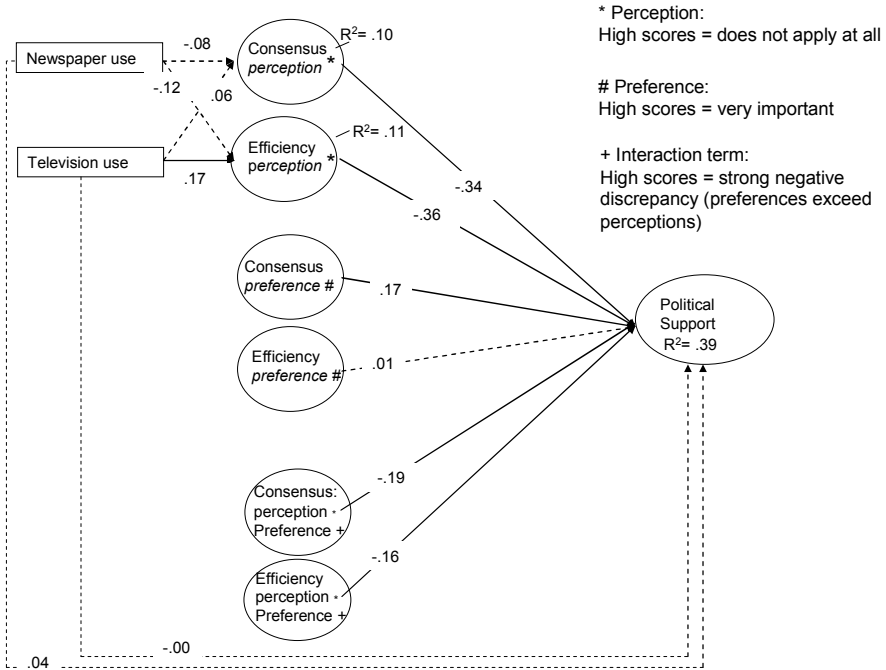 Newspaper use
Television use
-.08
-.12
.06
.17
Consensus
perception *
R²= .10
Efficiency
perception *
R²= .11
Consensus
preference #
Efficiency
preference #
Consensus:
perception *
Preference +
Efficiency
perception *
Preference +
-.34
-.36
.17
.01
-.19
-.16
-.00
.04
Political
Support
R²= .39
* Perception:
High scores = does not apply at all
# Preference:
High scores = very important
+ Interaction term:
High scores = strong negative
discrepancy (preferences exceed
perceptions)